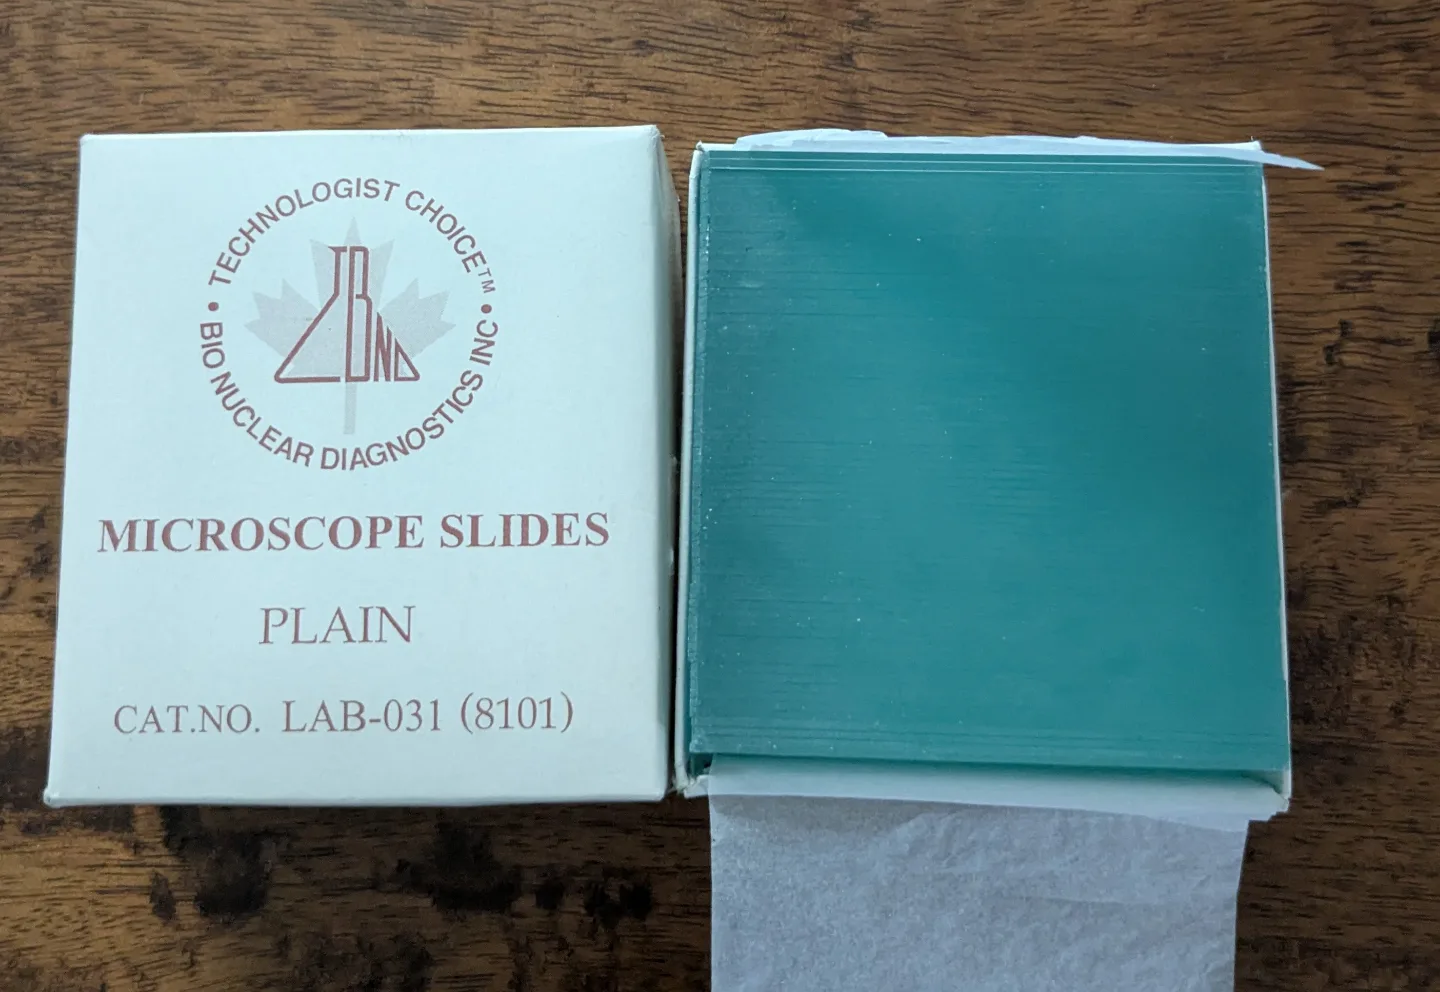 • TECHNOLOGIST CHOICE™ •
BIO NUCLEAR DIAGNOSTICS INC
BND
MICROSCOPE SLIDES
PLAIN
CAT.NO. LAB-031 (8101)